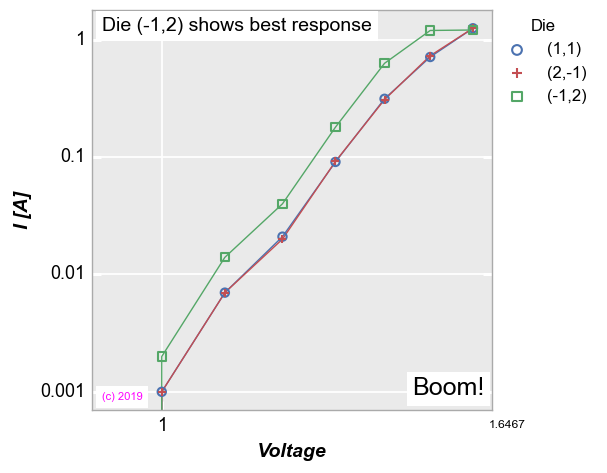 Die (-1,2) shows best response
Die
(1,1)
(2,-1)
(-1,2)
1
0.1
0.01
0.001
I [A]
(c) 2019
Boom!
1
1.6467
Voltage